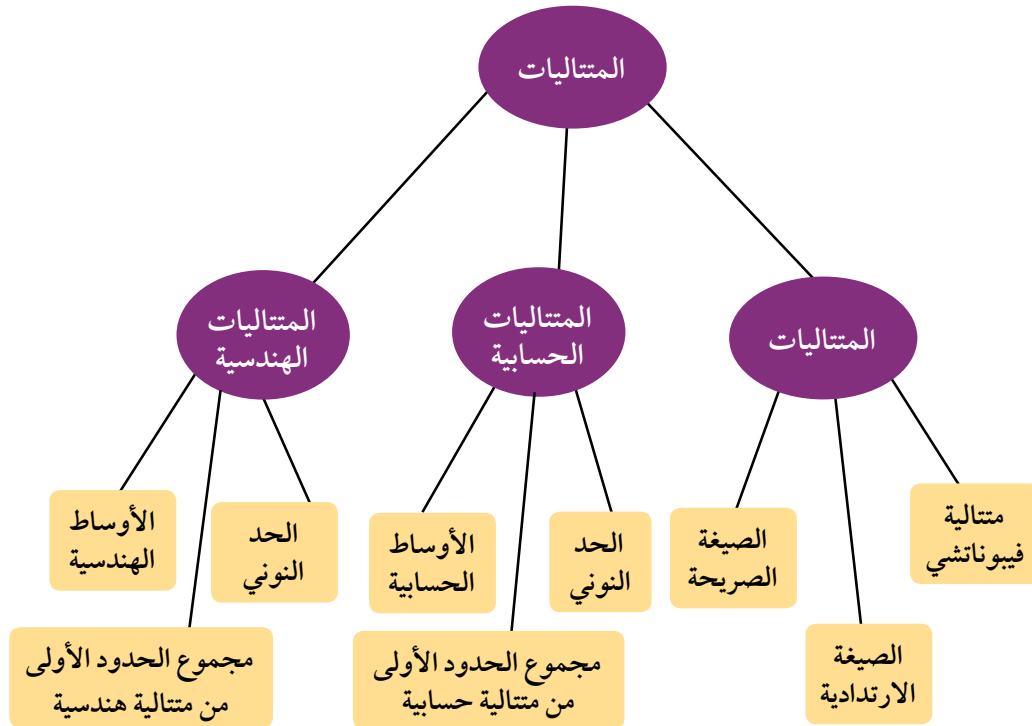 المتتاليات
المتتاليات
المتتاليات
الحسابية
المتتاليات
الهندسية
متتالية
فيبوناتشي
الصيغة
الصريحة
الحد
النوني
الأوساط
الحسابية
الحد
النوني
الأوساط
الهندسية
الصيغة
الارتدادية
مجموع الحدود الأولى
من متتالية حسابية
مجموع الحدود الأولى
من متتالية هندسية